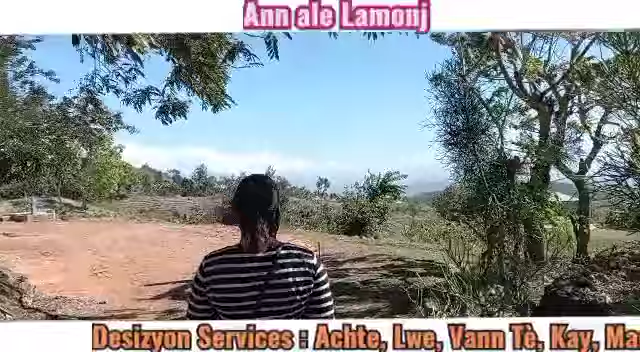 Ann ale Lamonj
Desizyon Services : Achte, Lwe, Vann Tè, Kay, Ma